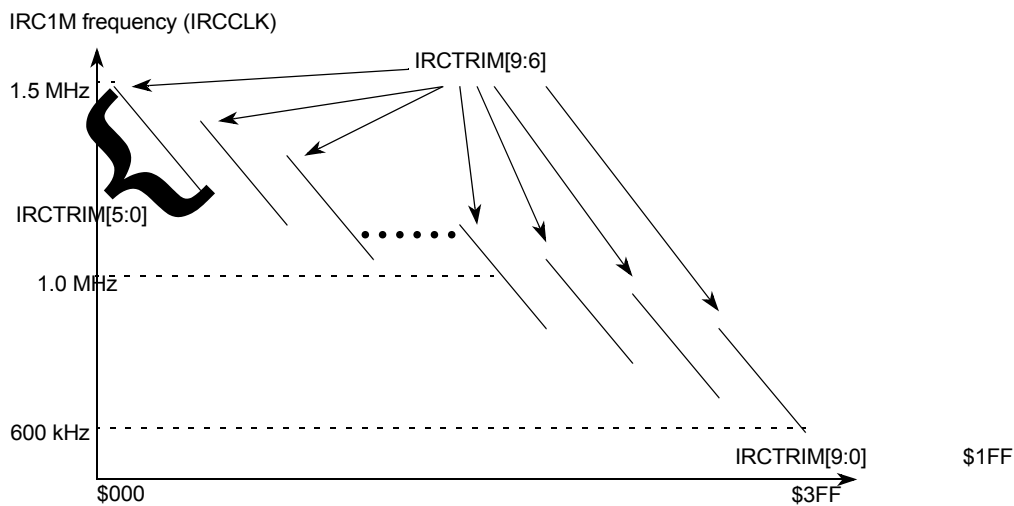 IRC1M frequency (IRCCLK)
IRCTRIM[9:6]
1.5 MHz
IRCTRIM[5:0]
1.0 MHz
600 kHz
IRCTRIM[9:0]
$1FF
$000
$3FF